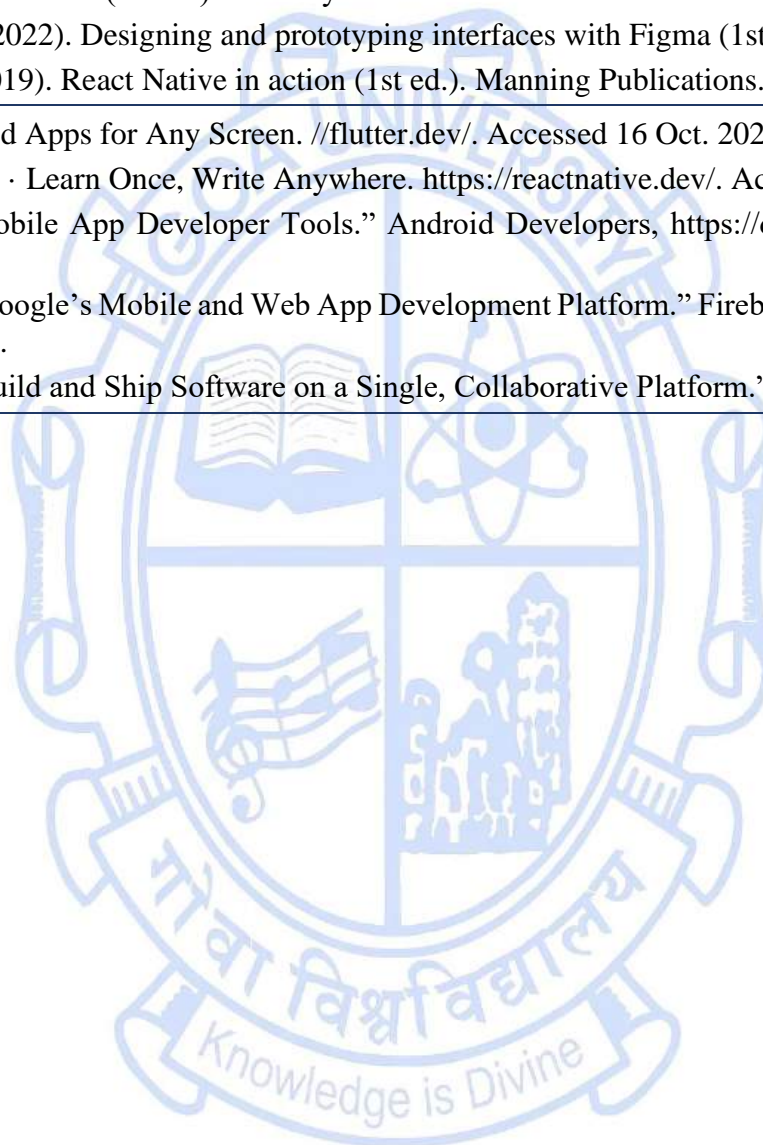 2022). Designing and prototyping interfaces with Figma (1st
019). React Native in action (1st ed.). Manning Publications.
d Apps for Any Screen. //flutter.dev/. Accessed 16 Oct. 202
· Learn Once, Write Anywhere. https://reactnative.dev/. Ac
obile App Developer Tools.” Android Developers, https://d
oogle’s Mobile and Web App Development Platform.” Fireb
.
uild and Ship Software on a Single, Collaborative Platform.”
GOA UNIVERSITY
गोंवा विश्वविद्यालय
Knowledge is Divine